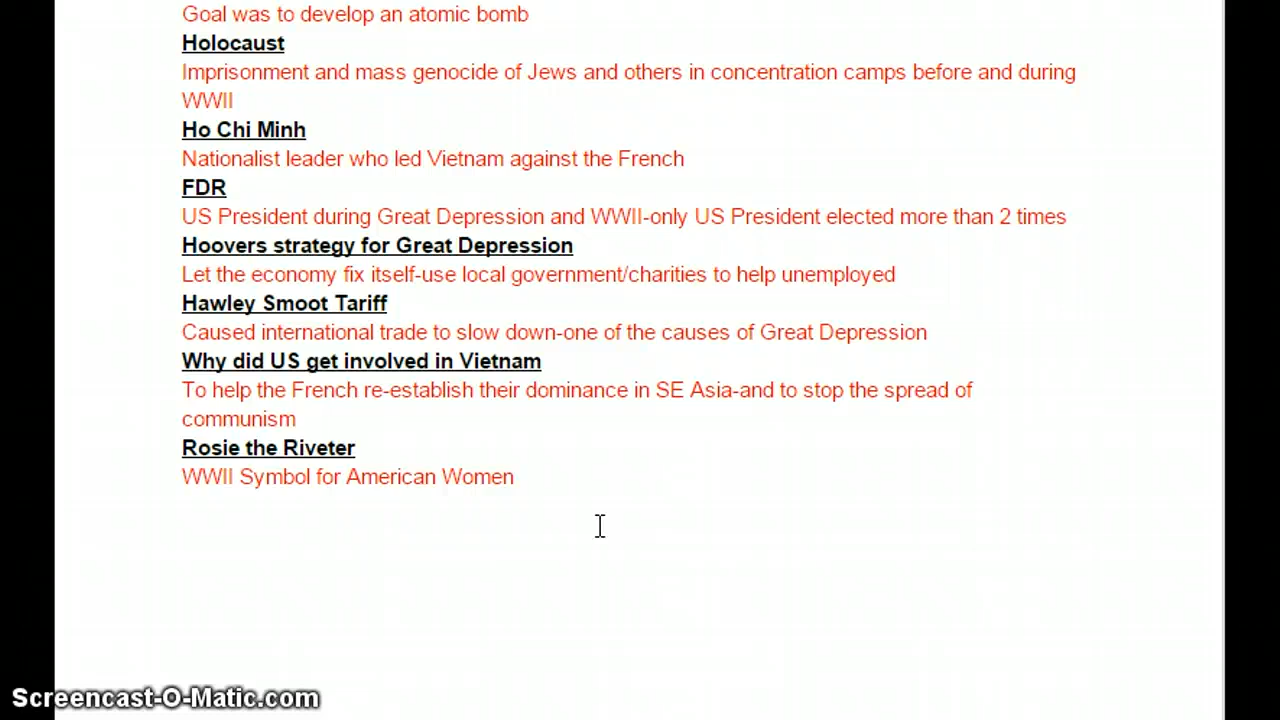 Goal was to develop an atomic bomb
Holocaust
Imprisonment and mass genocide of Jews and others in concentration camps before and during
WWII
Ho Chi Minh
Nationalist leader who led Vietnam against the French
FDR
US President during Great Depression and WWII-only US President elected more than 2 times
Hoovers strategy for Great Depression
Let the economy fix itself-use local government/charities to help unemployed
Hawley Smoot Tariff
Caused international trade to slow down-one of the causes of Great Depression
Why did US get involved in Vietnam
To help the French re-establish their dominance in SE Asia-and to stop the spread of
communism
Rosie the Riveter
WWII Symbol for American Women
Screencast-O-Matic.com